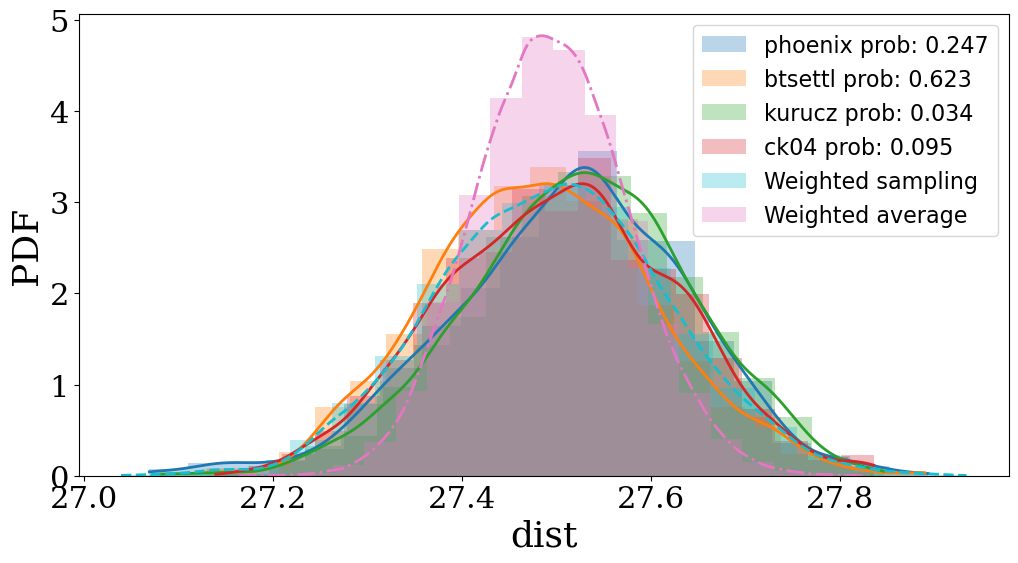 phoenix prob: 0.247
btsettl prob: 0.623
kurucz prob: 0.034
ck04 prob: 0.095
Weighted sampling
Weighted average
PDF
5
4
3
2
1
0
27.0 27.2 27.4 27.6 27.8
dist